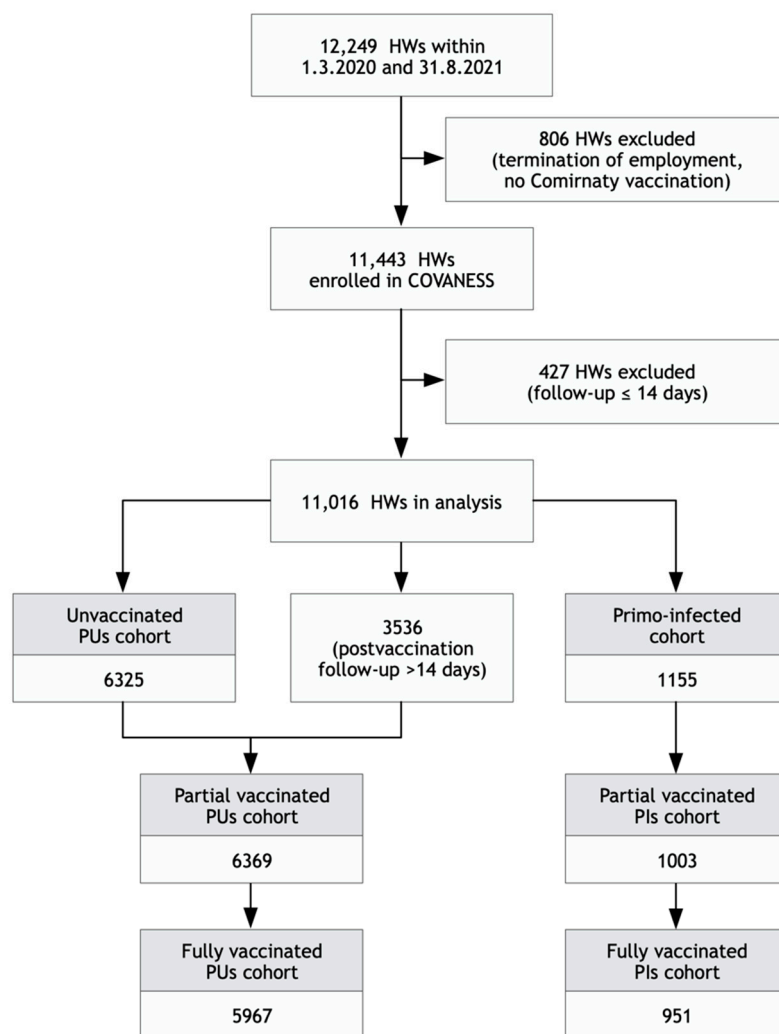 12,249 HWs within
1.3.2020 and 31.8.2021
806 HWs excluded
(termination of employment,
no Comirnaty vaccination)
11,443 HWs
enrolled in COVANESS
427 HWs excluded
(follow-up ≤ 14 days)
11,016 HWs in analysis
Unvaccinated
PUs cohort
6325
3536
(postvaccination
follow-up >14 days)
Primo-infected
cohort
1155
Partial vaccinated
PUs cohort
6369
Partial vaccinated
PIs cohort
1003
Fully vaccinated
PUs cohort
5967
Fully vaccinated
PIs cohort
951